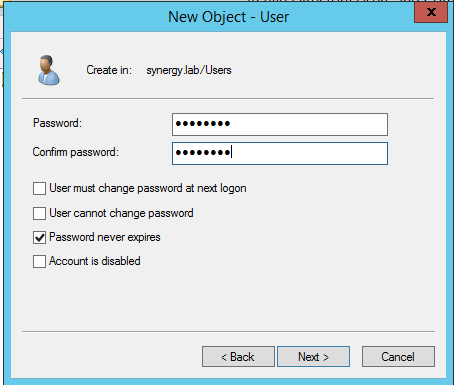 New Object - User
x
Create in: synergy.lab/Users
Password: ●●●●●●●●
Confirm password: ●●●●●●●●
User must change password at next logon
User cannot change password
Password never expires
Account is disabled
< Back Next > Cancel